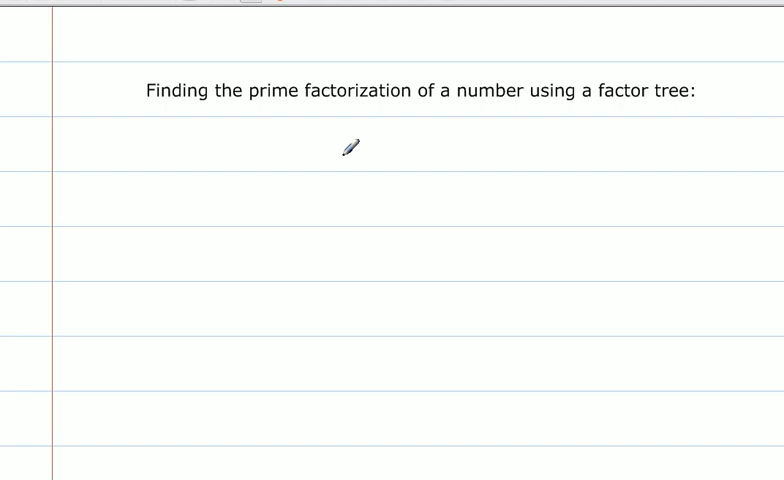 Finding the prime factorization of a number using a factor tree: